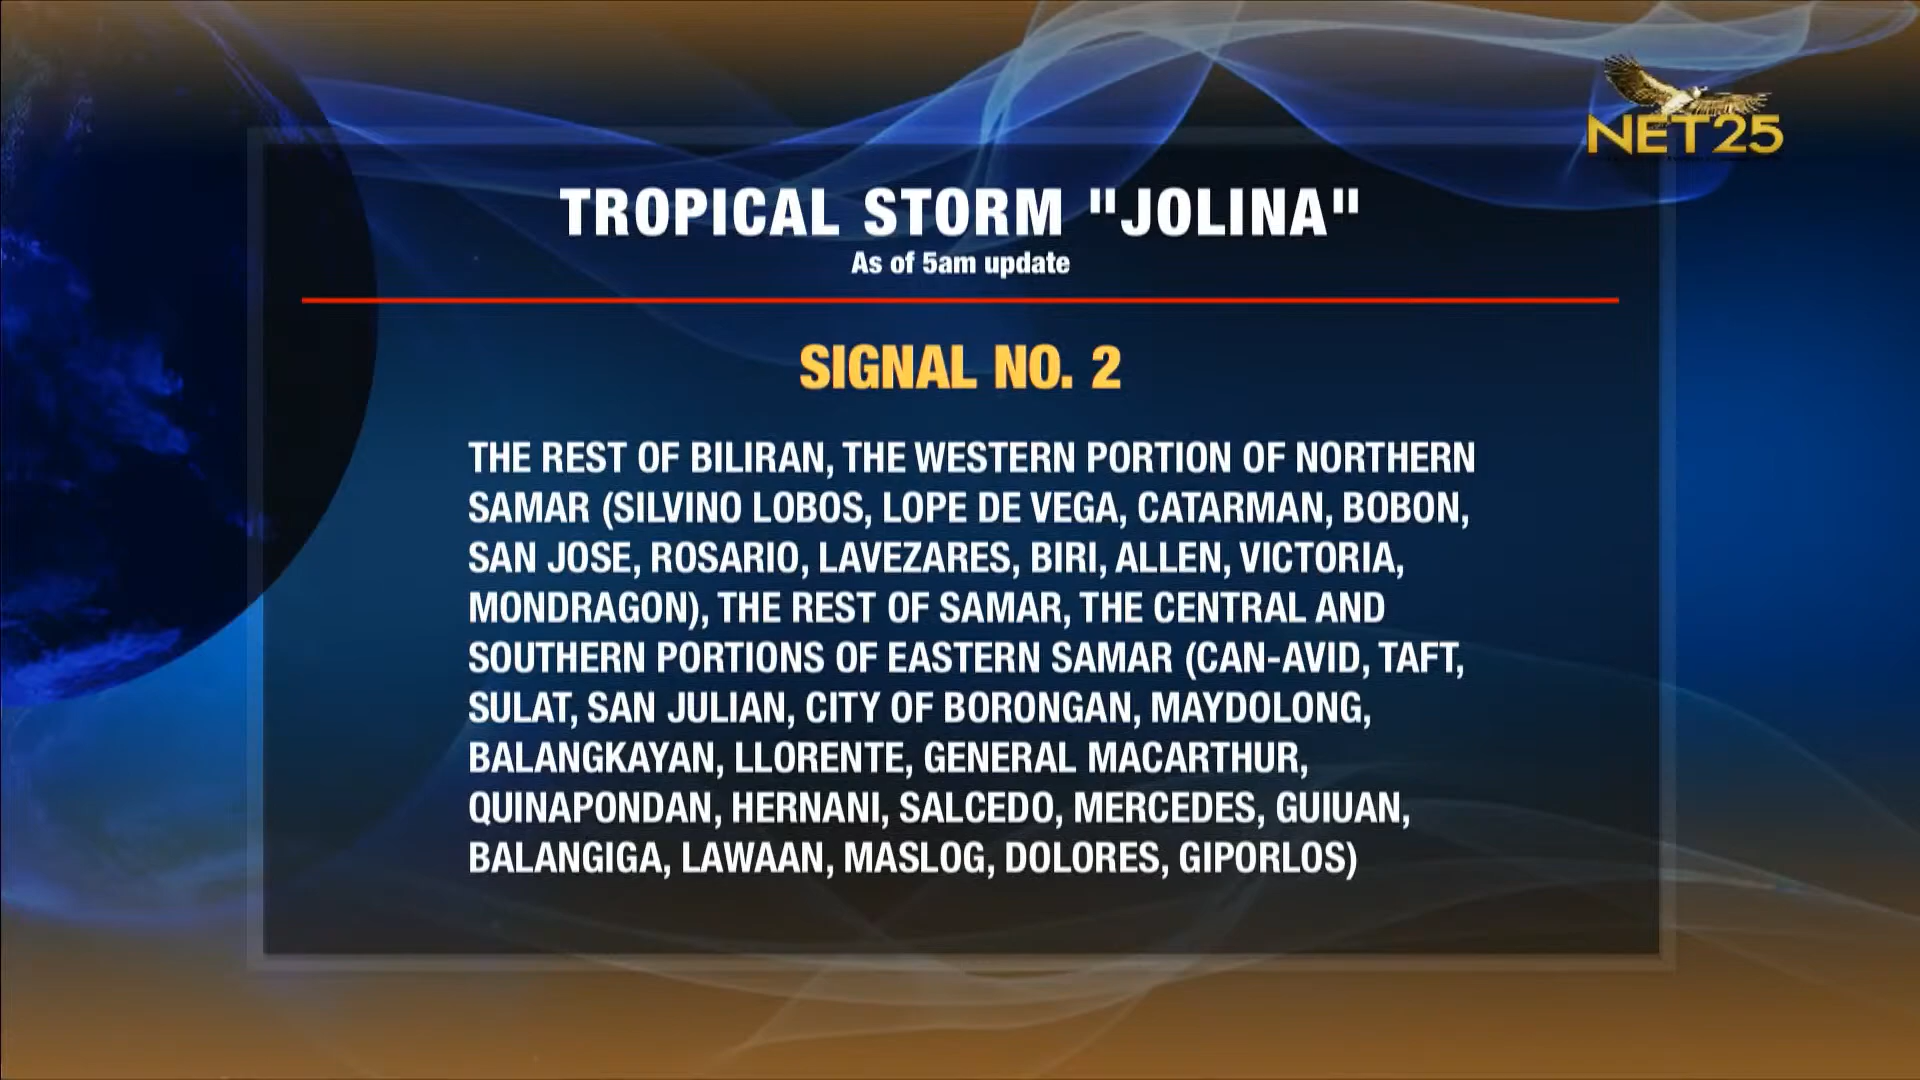 NET25
TROPICAL STORM "JOLINA"
As of 5am update
SIGNAL NO. 2
THE REST OF BILIRAN, THE WESTERN PORTION OF NORTHERN
SAMAR (SILVINO LOBOS, LOPE DE VEGA, CATARMAN, BOBON,
SAN JOSE, ROSARIO, LAVEZARES, BIRI, ALLEN, VICTORIA,
MONDRAGON), THE REST OF SAMAR, THE CENTRAL AND
SOUTHERN PORTIONS OF EASTERN SAMAR (CAN-AVID, TAFT,
SULAT, SAN JULIAN, CITY OF BORONGAN, MAYDOLONG,
BALANGKAYAN, LLORENTE, GENERAL MACARTHUR,
QUINAPONDAN, HERNANI, SALCEDO, MERCEDES, GUIUAN,
BALANGIGA, LAWAAN, MASLOG, DOLORES, GIPORLOS)